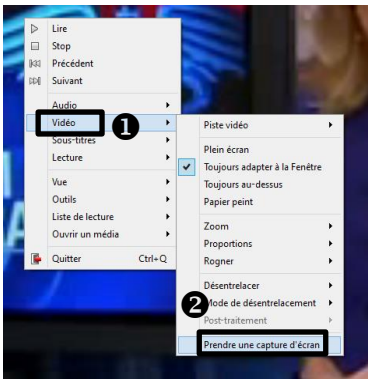 Lire
Stop
Précédent
Suivant
Audio
Vidéo
1
Sous-titres
Lecture
Vue
Outils
Liste de lecture
Ouvrir un média
Quitter Ctrl+Q
Piste vidéo
Plein écran
Toujours adapter à la Fenêtre
Toujours au-dessus
Papier peint
Zoom
Proportions
Rogner
Désentrelacer
2
Mode de désentrelacement
Post-traitement
Prendre une capture d'écran